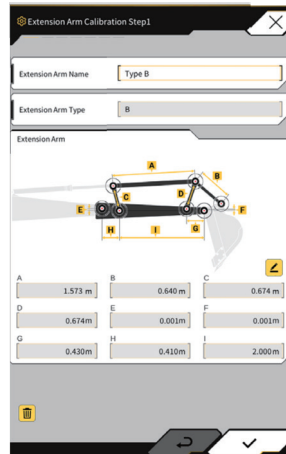 Extension Arm Calibration Step1
Extension Arm Name
Type B
Extension Arm Type
B
Extension Arm
A
B
C
D
E
F
G
H
I
A B C
1.573 m 0.640 m 0.674 m
D E F
0.674m 0.001m 0.001m
G H I
0.430m 0.410m 2.000m